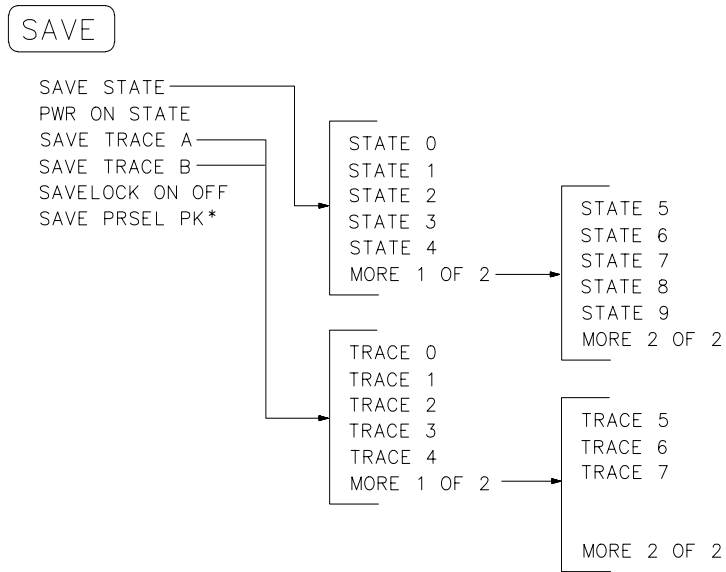 SAVE
SAVE STATE
PWR ON STATE
SAVE TRACE A
SAVE TRACE B
SAVELOCK ON OFF
SAVE PRSEL PK*
STATE 0
STATE 1
STATE 2
STATE 3
STATE 4
MORE 1 OF 2
STATE 5
STATE 6
STATE 7
STATE 8
STATE 9
MORE 2 OF 2
TRACE 0
TRACE 1
TRACE 2
TRACE 3
TRACE 4
MORE 1 OF 2
TRACE 5
TRACE 6
TRACE 7
MORE 2 OF 2